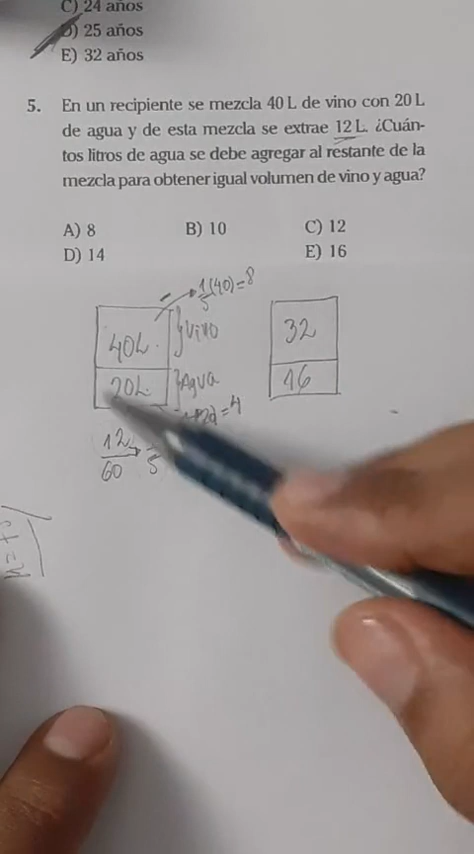 C) 24 años
D) 25 años
E) 32 años
5. En un recipiente se mezcla 40 L de vino con 20 L
de agua y de esta mezcla se extrae 12 L. ¿Cuán-
tos litros de agua se debe agregar al restante de la
mezcla para obtener igual volumen de vino y agua?
A) 8 B) 10 C) 12
D) 14 E) 16
1/5(40)=8
40L. Vino 32
20L. Agua 16
=4
12/60 → /5